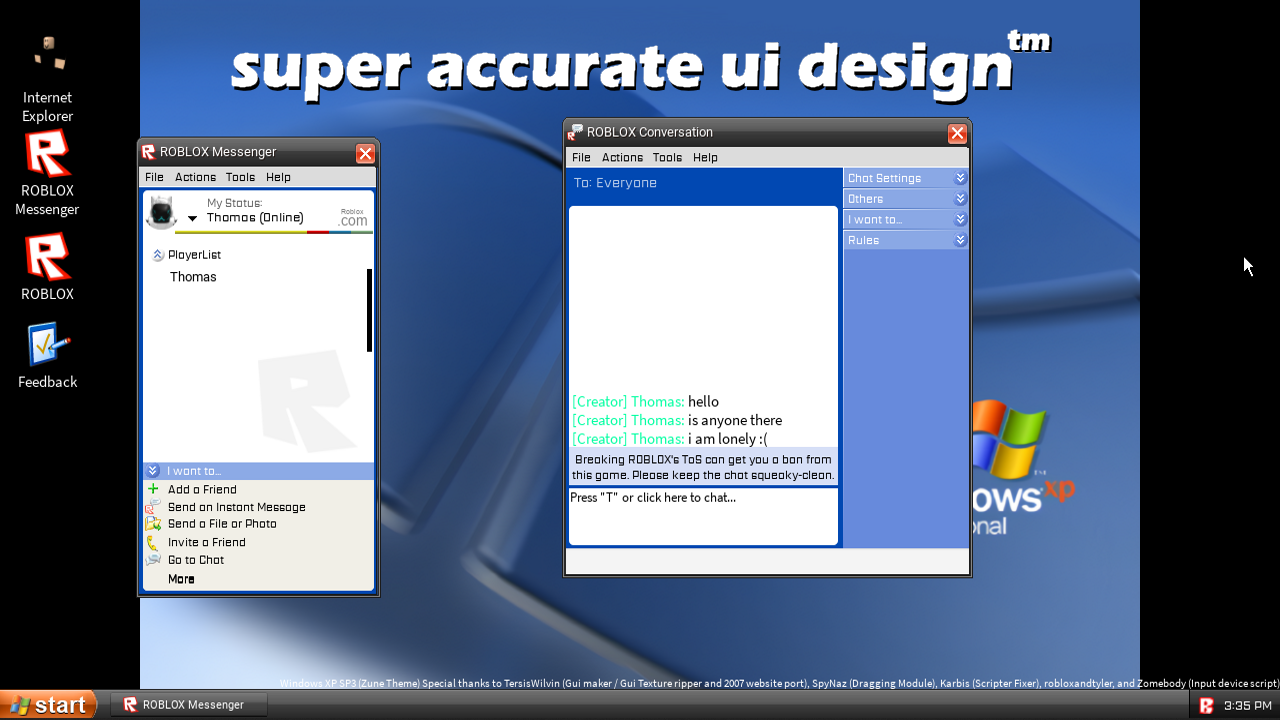 super accurate ui design tm
Internet
Explorer
ROBLOX
Messenger
ROBLOX
Feedback
ROBLOX Messenger
File Actions Tools Help
My Status:
Thomas (Online)
Roblox
.com
PlayerList
Thomas
I want to...
Add a Friend
Send an Instant Message
Send a File or Photo
Invite a Friend
Go to Chat
More
ROBLOX Conversation
File Actions Tools Help
To: Everyone
[Creator] Thomas: hello
[Creator] Thomas: is anyone there
[Creator] Thomas: i am lonely :(
Breaking ROBLOX's ToS can get you a ban from
this game. Please keep the chat squeaky-clean.
Press "T" or click here to chat...
Chat Settings
Others
I want to...
Rules
ows xp
onal
Windows XP SP3 (Zune Theme) Special thanks to TersisWilvin (Gui maker / Gui Texture ripper and 2007 website port), SpyNaz (Dragging Module), Karbis (Scripter Fixer), robloxandtyler, and Zomebody (Input device script)
start
ROBLOX Messenger
3:35 PM